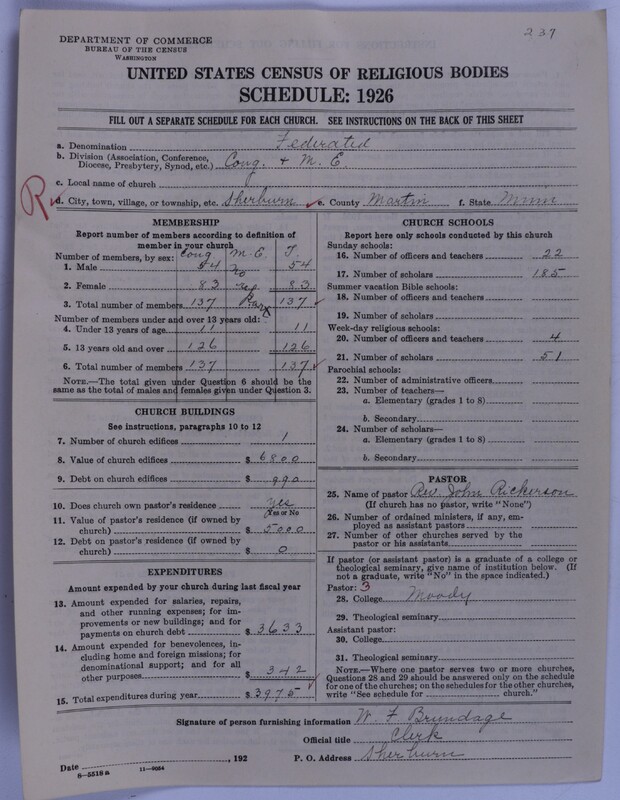 237
DEPARTMENT OF COMMERCE
BUREAU OF THE CENSUS
WASHINGTON
UNITED STATES CENSUS OF RELIGIOUS BODIES
SCHEDULE: 1926
FILL OUT A SEPARATE SCHEDULE FOR EACH CHURCH. SEE INSTRUCTIONS ON THE BACK OF THIS SHEET
a. Denomination Federated
b. Division (Association, Conference,
Diocese, Presbytery, Synod, etc.) Cong. + M. E.
c. Local name of church
R d. City, town, village, or township, etc. Sherburn e. County Martin f. State Minn
MEMBERSHIP
Report number of members according to definition of
member in your church
Number of members, by sex: Cong M. E. T.
1. Male 54 No 54
2. Female 83 83
3. Total number of members 137 137
Number of members under and over 13 years old:
4. Under 13 years of age 11 11
5. 13 years old and over 126 126
6. Total number of members 137 137
NOTE.—The total given under Question 6 should be the
same as the total of males and females given under Question 3.
CHURCH BUILDINGS
See instructions, paragraphs 10 to 12
7. Number of church edifices 1
8. Value of church edifices $ 6800
9. Debt on church edifices $ 990
10. Does church own pastor's residence yes
Yes or No
11. Value of pastor's residence (if owned by
church) $ 5000
12. Debt on pastor's residence (if owned by
church) $ 0
EXPENDITURES
Amount expended by your church during last fiscal year
13. Amount expended for salaries, repairs,
and other running expenses; for im-
provements or new buildings; and for
payments on church debt $ 3633
14. Amount expended for benevolences, in-
cluding home and foreign missions; for
denominational support; and for all
other purposes $ 342
15. Total expenditures during year $ 3975
CHURCH SCHOOLS
Report here only schools conducted by this church
Sunday schools:
16. Number of officers and teachers 22
17. Number of scholars 185
Summer vacation Bible schools:
18. Number of officers and teachers
19. Number of scholars
Week-day religious schools:
20. Number of officers and teachers 4
21. Number of scholars 51
Parochial schools:
22. Number of administrative officers
23. Number of teachers—
a. Elementary (grades 1 to 8)
b. Secondary
24. Number of scholars—
a. Elementary (grades 1 to 8)
b. Secondary
PASTOR
25. Name of pastor Rev. John Rickerson
(If church has no pastor, write "None")
26. Number of ordained ministers, if any, em-
ployed as assistant pastors
27. Number of other churches served by the
pastor or his assistants
If pastor (or assistant pastor) is a graduate of a college or
theological seminary, give name of institution below. (If
not a graduate, write "No" in the space indicated.)
Pastor: 3
28. College Moody
29. Theological seminary
Assistant pastor:
30. College
31. Theological seminary
NOTE.—Where one pastor serves two or more churches,
Questions 28 and 29 should be answered only on the schedule
for one of the churches; on the schedules for the other churches,
write "See schedule for church."
Signature of person furnishing information W. F. Brundage
Official title Clerk
Date , 192 P. O. Address Sherburn
8—5518 a 11—9064